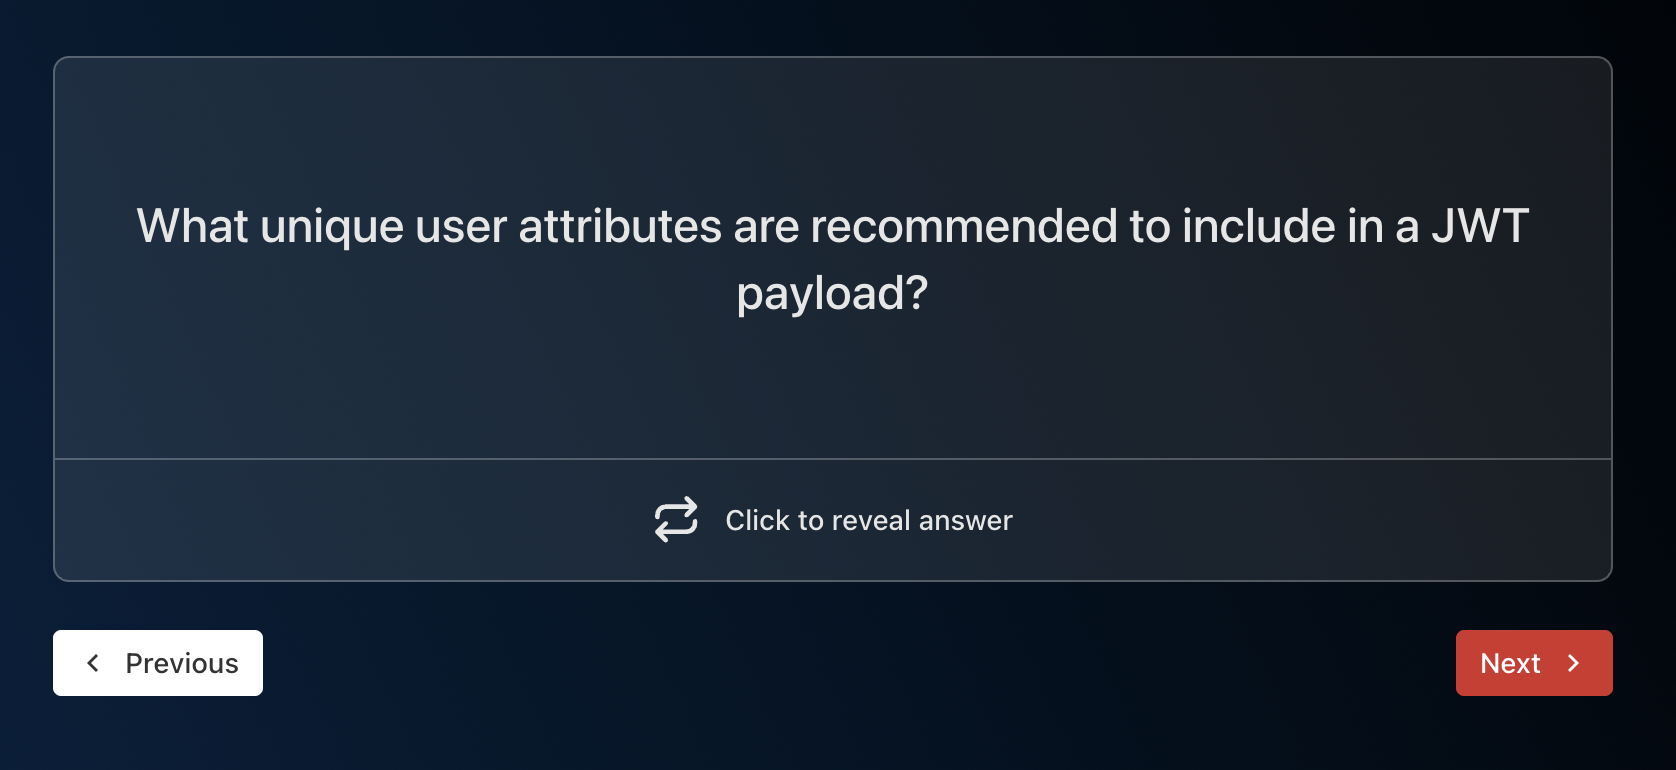 What unique user attributes are recommended to include in a JWT
payload?
Click to reveal answer
Previous
Next